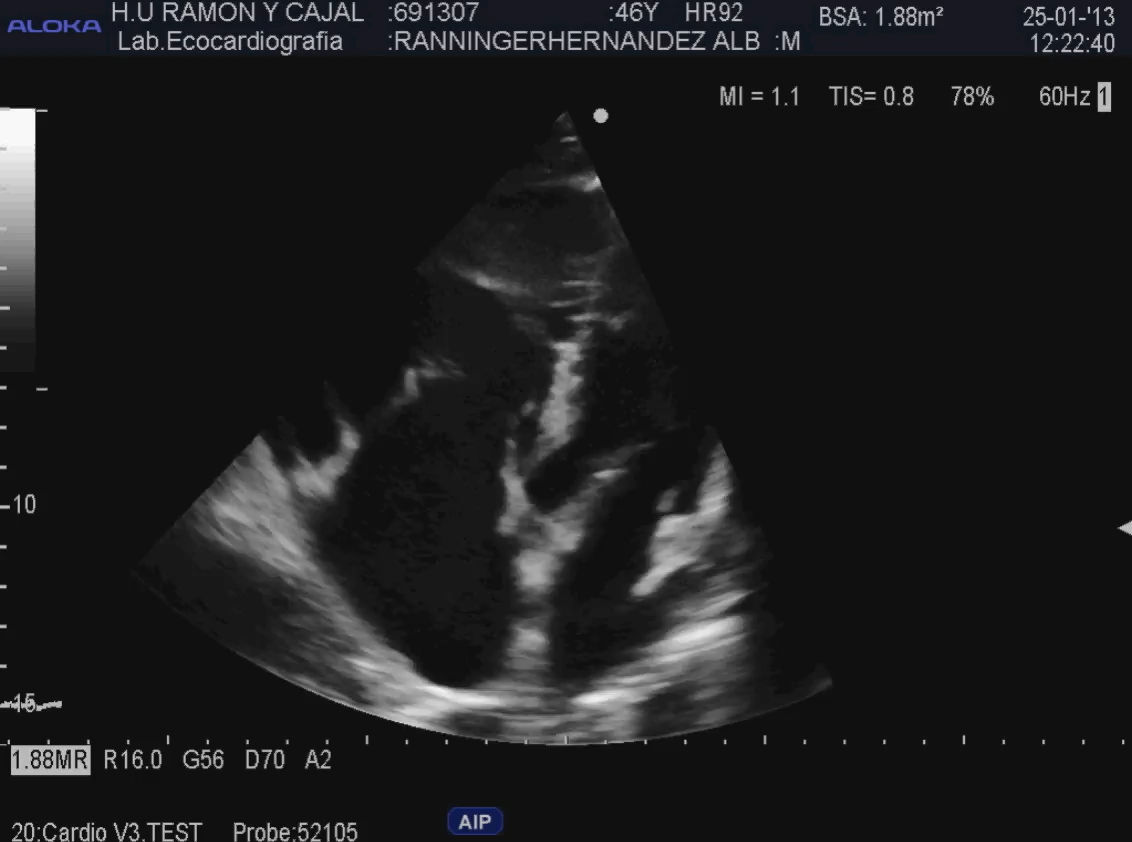 ALOKA H.U RAMON Y CAJAL :691307 :46Y HR92 BSA: 1.88m² 25-01-'13
Lab.Ecocardiografia :RANNINGERHERNANDEZ ALB :M 12:22:40
MI = 1.1 TIS= 0.8 78% 60Hz 1
10
15
1.88MR R16.0 G56 D70 A2
AIP
20:Cardio V3.TEST Probe:52105